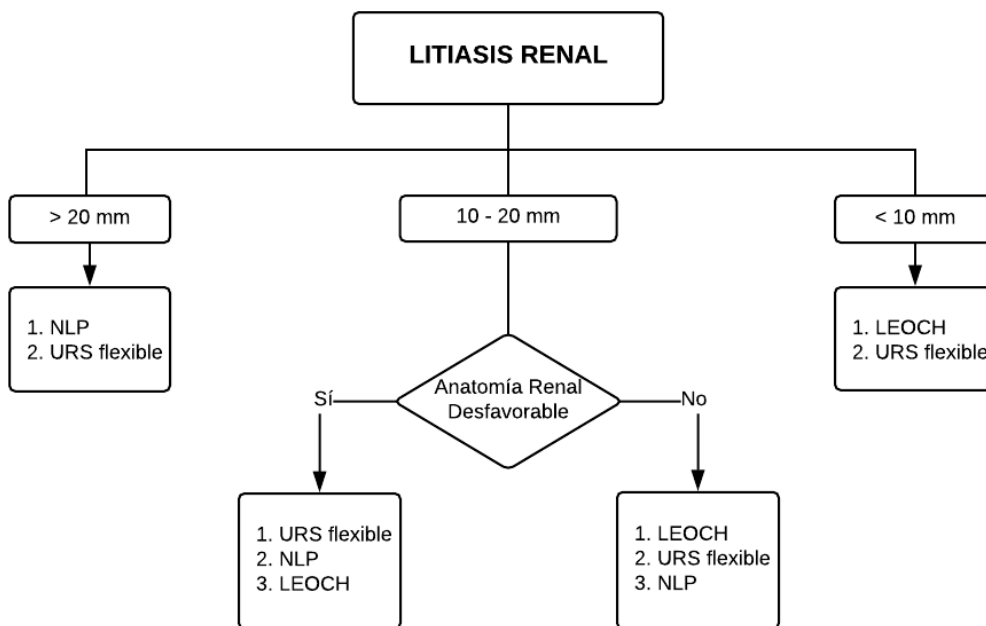 LITIASIS RENAL
> 20 mm
10 - 20 mm
< 10 mm
1. NLP
2. URS flexible
1. LEOCH
2. URS flexible
Anatomía Renal
Desfavorable
Sí
No
1. URS flexible
2. NLP
3. LEOCH
1. LEOCH
2. URS flexible
3. NLP